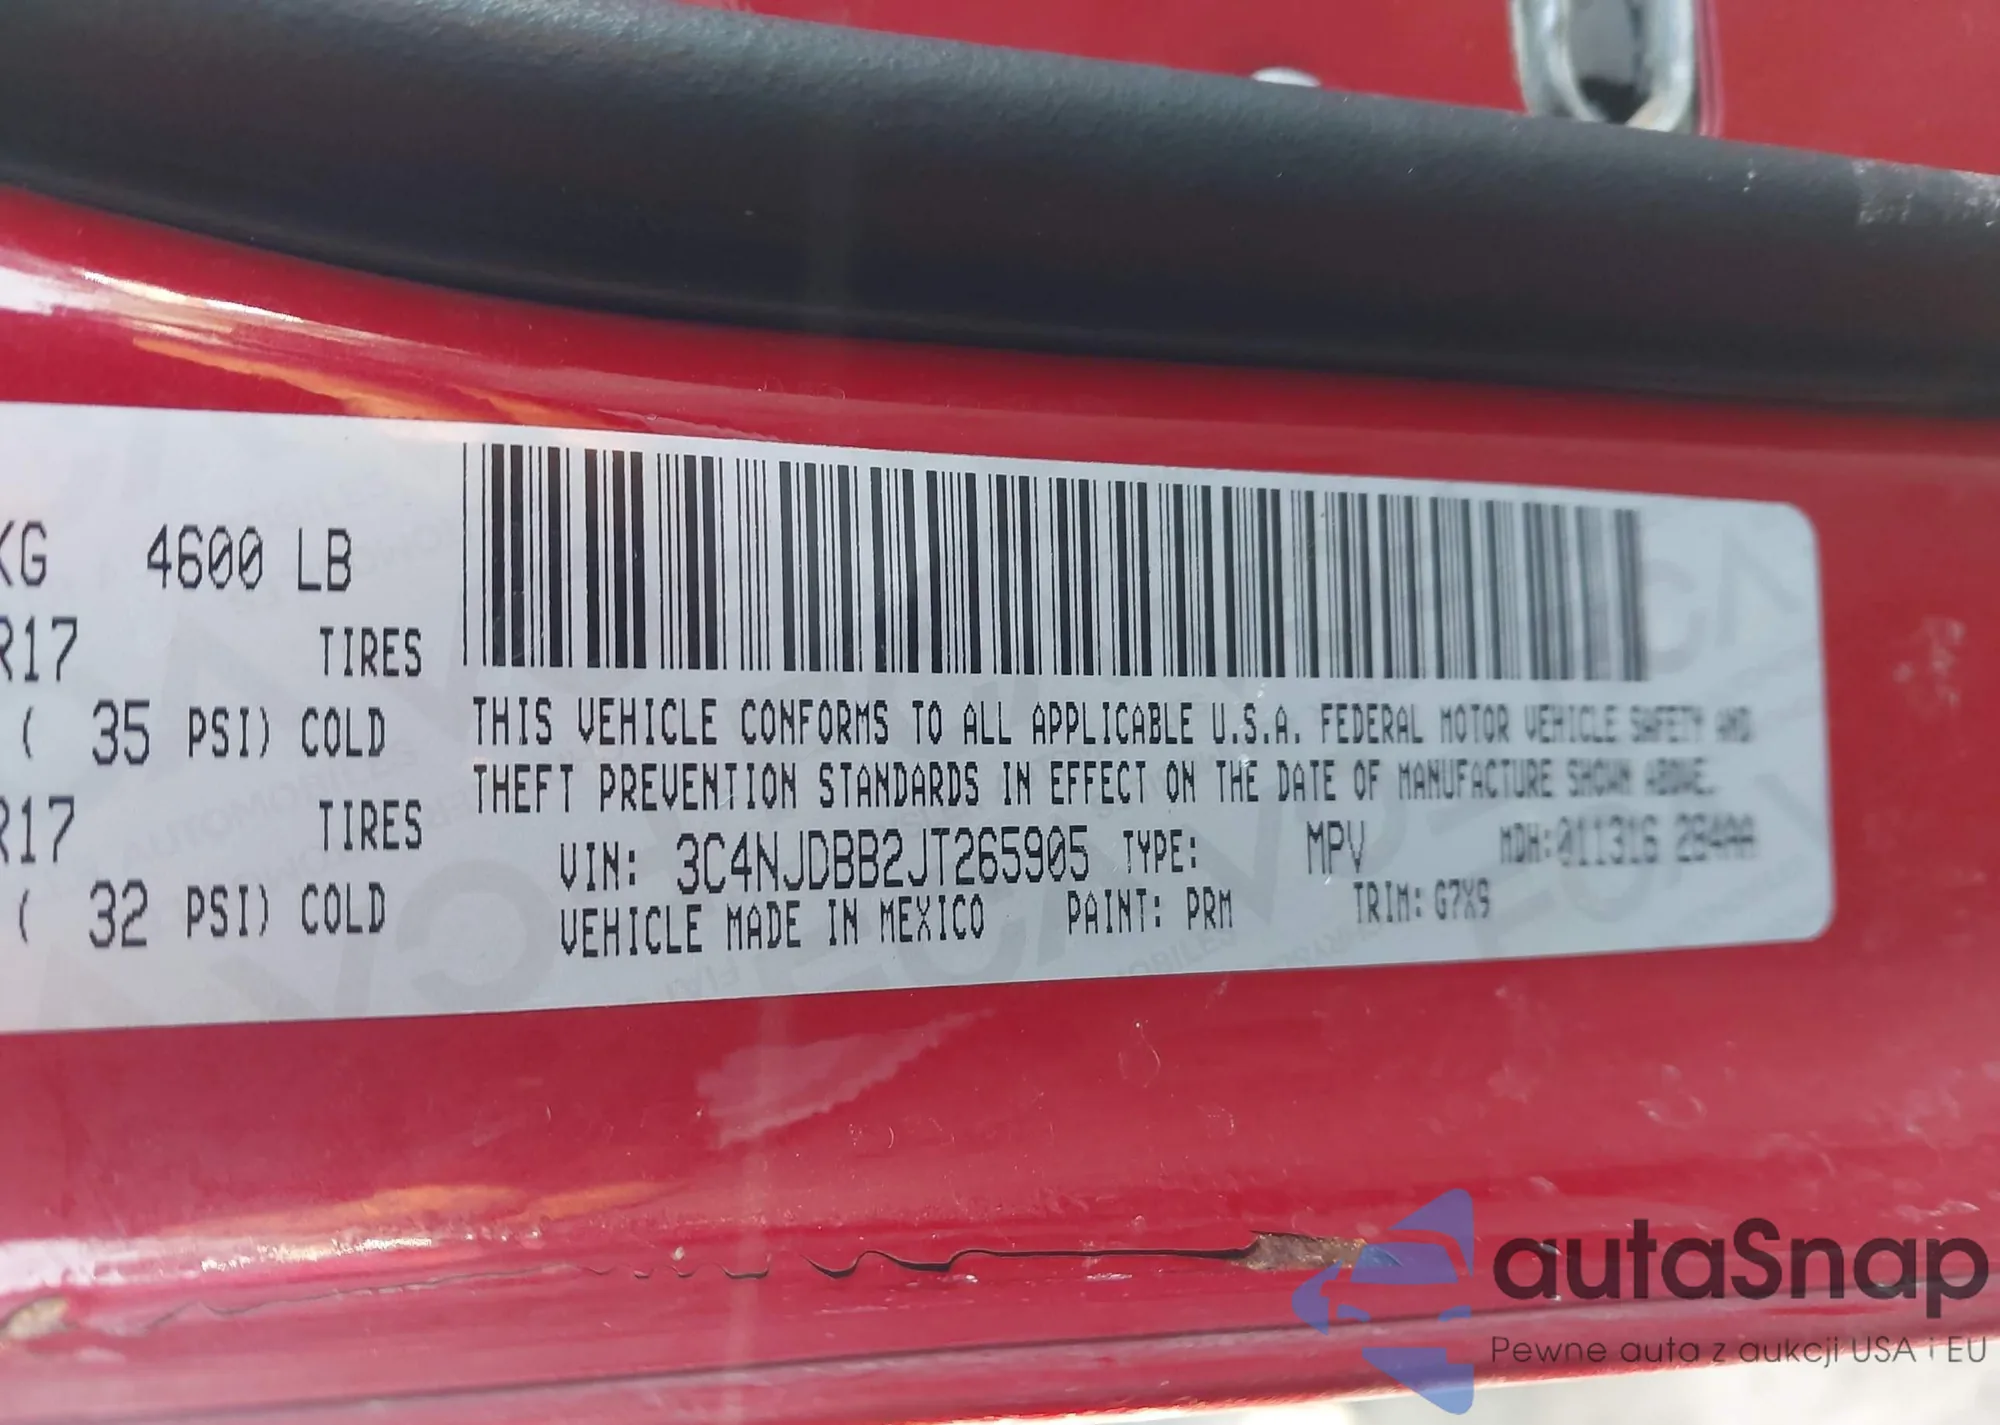 KG 4600 LB
R17 TIRES
( 35 PSI) COLD
R17 TIRES
( 32 PSI) COLD
THIS VEHICLE CONFORMS TO ALL APPLICABLE U.S.A. FEDERAL MOTOR VEHICLE SAFETY AND
THEFT PREVENTION STANDARDS IN EFFECT ON THE DATE OF MANUFACTURE SHOWN ABOVE.
VIN: 3C4NJDBB2JT265905 TYPE: MPV MDH:011316 284AA
VEHICLE MADE IN MEXICO PAINT: PRM TRIM: G7X9
autaSnap
Pewne auta z aukcji USA i EU